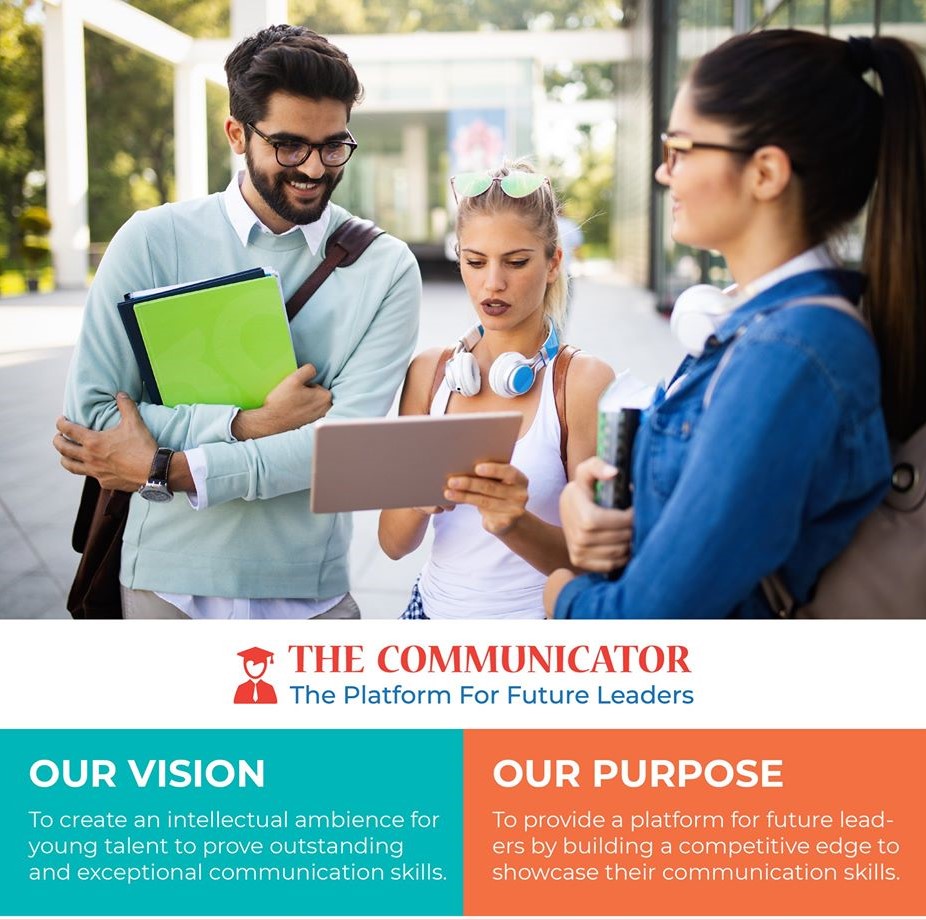 THE COMMUNICATOR
The Platform For Future Leaders
OUR VISION
To create an intellectual ambience for
young talent to prove outstanding
and exceptional communication skills.
OUR PURPOSE
To provide a platform for future lead-
ers by building a competitive edge to
showcase their communication skills.